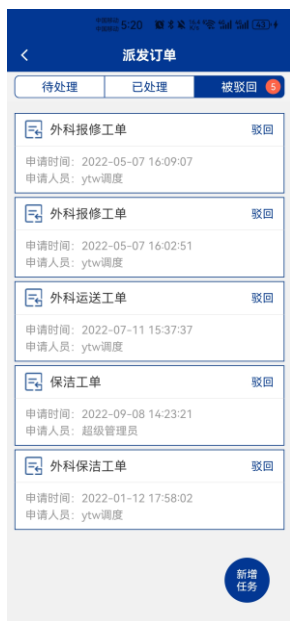 5:20
49
派发订单
待处理
已处理
被驳回 5
外科报修工单 驳回
申请时间：2022-05-07 16:09:07
申请人员：ytw调度
外科报修工单 驳回
申请时间：2022-05-07 16:02:51
申请人员：ytw调度
外科运送工单 驳回
申请时间：2022-07-11 15:37:37
申请人员：ytw调度
保洁工单 驳回
申请时间：2022-09-08 14:23:21
申请人员：超级管理员
外科保洁工单 驳回
申请时间：2022-01-12 17:58:02
申请人员：ytw调度
新增
任务